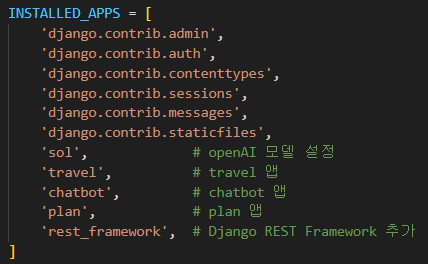 INSTALLED_APPS = [
    'django.contrib.admin',
    'django.contrib.auth',
    'django.contrib.contenttypes',
    'django.contrib.sessions',
    'django.contrib.messages',
    'django.contrib.staticfiles',
    'sol',             # openAI 모델 설정
    'travel',          # travel 앱
    'chatbot',         # chatbot 앱
    'plan',            # plan 앱
    'rest_framework',  # Django REST Framework 추가
]